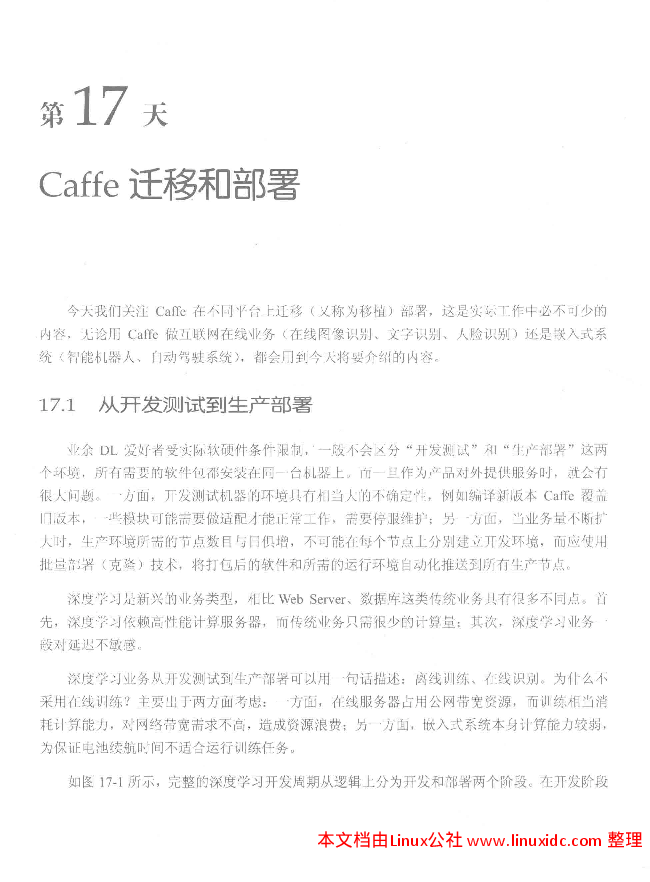 第 17 天
Caffe 迁移和部署
今天我们关注 Caffe 在不同平台上迁移（又称为移植）部署，这是实际工作中必不可少的
内容，无论用 Caffe 做互联网在线业务（在线图像识别、文字识别、人脸识别）还是嵌入式系
统（智能机器人、自动驾驶系统），都会用到今天将要介绍的内容。
17.1 从开发测试到生产部署
业余 DL 爱好者受实际软硬件条件限制，一般不会区分“开发测试”和“生产部署”这两
个环境，所有需要的软件包都安装在同一台机器上。而一旦作为产品对外提供服务时，就会有
很大问题。一方面，开发测试机器的环境具有相当大的不确定性，例如编译新版本 Caffe 覆盖
旧版本，一些模块可能需要做适配才能正常工作，需要停服维护；另一方面，当业务量不断扩
大时，生产环境所需的节点数目与日俱增，不可能在每个节点上分别建立开发环境，而应使用
批量部署（克隆）技术，将打包后的软件和所需的运行环境自动化推送到所有生产节点。
深度学习是新兴的业务类型，相比 Web Server、数据库这类传统业务具有很多不同点。首
先，深度学习依赖高性能计算服务器，而传统业务只需很少的计算量；其次，深度学习业务一
般对延迟不敏感。
深度学习业务从开发测试到生产部署可以用一句话描述：离线训练、在线识别。为什么不
采用在线训练？主要出于两方面考虑：一方面，在线服务器占用公网带宽资源，而训练相当消
耗计算能力，对网络带宽需求不高，造成资源浪费；另一方面，嵌入式系统本身计算能力较弱，
为保证电池续航时间不适合运行训练任务。
如图 17-1 所示，完整的深度学习开发周期从逻辑上分为开发和部署两个阶段。在开发阶段
本文档由Linux公社 www.linuxidc.com 整理